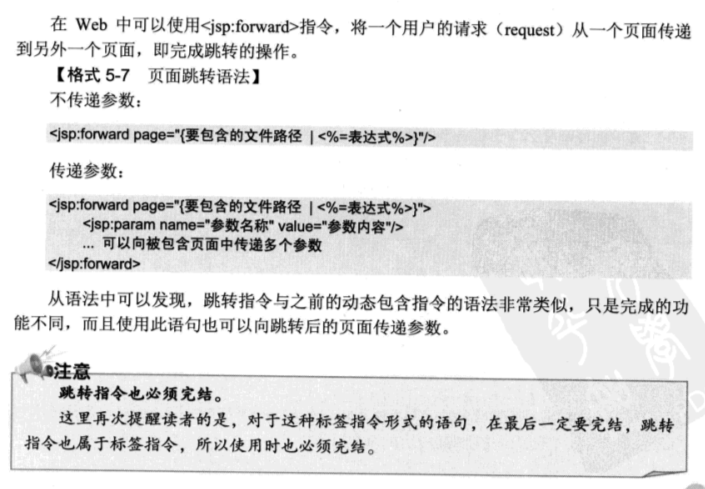 在 Web 中可以使用<jsp:forward>指令，将一个用户的请求（request）从一个页面传递
到另外一个页面，即完成跳转的操作。
【格式 5-7 页面跳转语法】
不传递参数：
<jsp:forward page="{要包含的文件路径 | <%=表达式%>}"/>
传递参数：
<jsp:forward page="{要包含的文件路径 | <%=表达式%>}">
<jsp:param name="参数名称" value="参数内容"/>
... 可以向被包含页面中传递多个参数
</jsp:forward>
从语法中可以发现，跳转指令与之前的动态包含指令的语法非常类似，只是完成的功
能不同，而且使用此语句也可以向跳转后的页面传递参数。
注意
跳转指令也必须完结。
这里再次提醒读者的是，对于这种标签指令形式的语句，在最后一定要完结，跳转
指令也属于标签指令，所以使用时也必须完结。